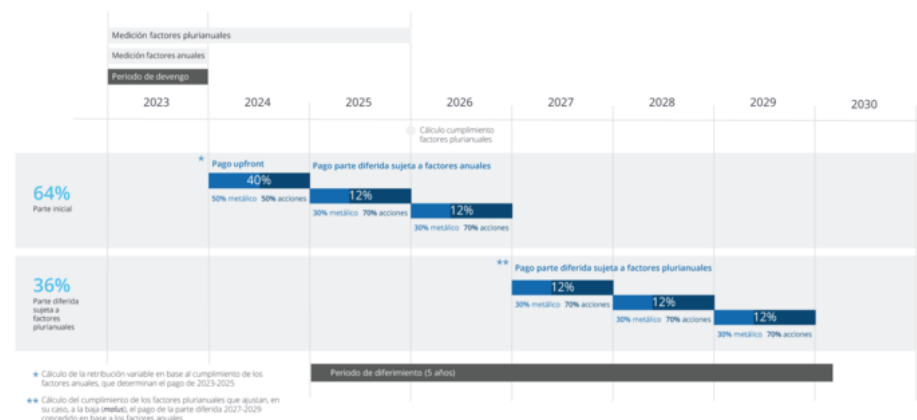 Medición factores plurianuales
Medición factores anuales
Periodo de devengo
2023 2024 2025 2026 2027 2028 2029 2030
Cálculo cumplimiento
factores plurianuales
64%
Parte inicial
* Pago upfront
40%
50% metálico 50% acciones
Pago parte diferida sujeta a factores anuales
12%
30% metálico 70% acciones
12%
30% metálico 70% acciones
36%
Parte diferida
sujeta a
factores
plurianuales
** Pago parte diferida sujeta a factores plurianuales
12%
30% metálico 70% acciones
12%
30% metálico 70% acciones
12%
30% metálico 70% acciones
Periodo de diferimiento (5 años)
* Cálculo de la retribución variable en base al cumplimiento de los
factores anuales, que determinan el pago de 2023-2025
** Cálculo del cumplimiento de los factores plurianuales que ajustan, en
su caso, a la baja (malus), el pago de la parte diferida 2027-2029
concedido en base a los factores anuales